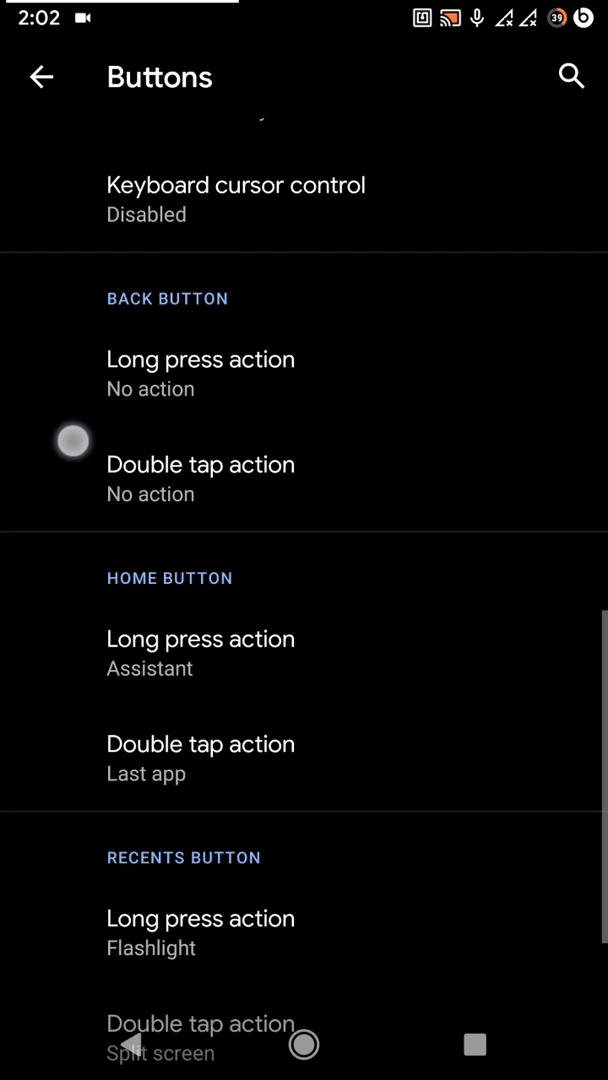 2:02
39
Buttons
Keyboard cursor control
Disabled
BACK BUTTON
Long press action
No action
Double tap action
No action
HOME BUTTON
Long press action
Assistant
Double tap action
Last app
RECENTS BUTTON
Long press action
Flashlight
Double tap action
Split screen